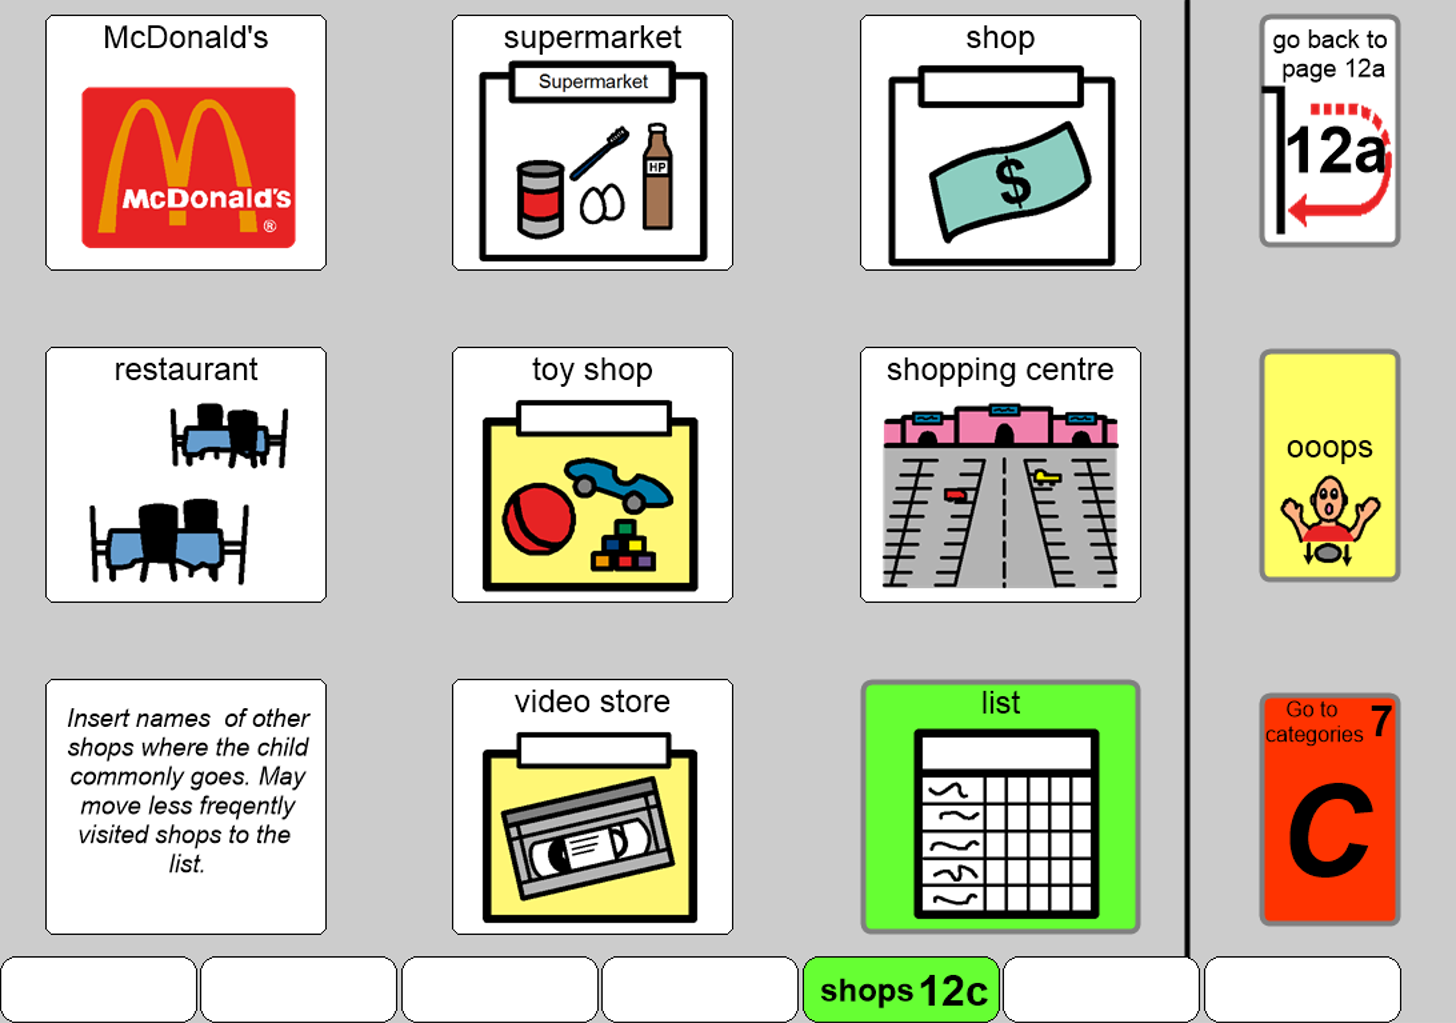 McDonald's
McDonald's
®
supermarket
Supermarket
HP
shop
$
go back to
page 12a
12a
restaurant
toy shop
shopping centre
ooops
Insert names  of other
shops where the child
commonly goes. May
move less freqently
visited shops to the
list.
video store
list
Go to
categories 7
C
shops 12c